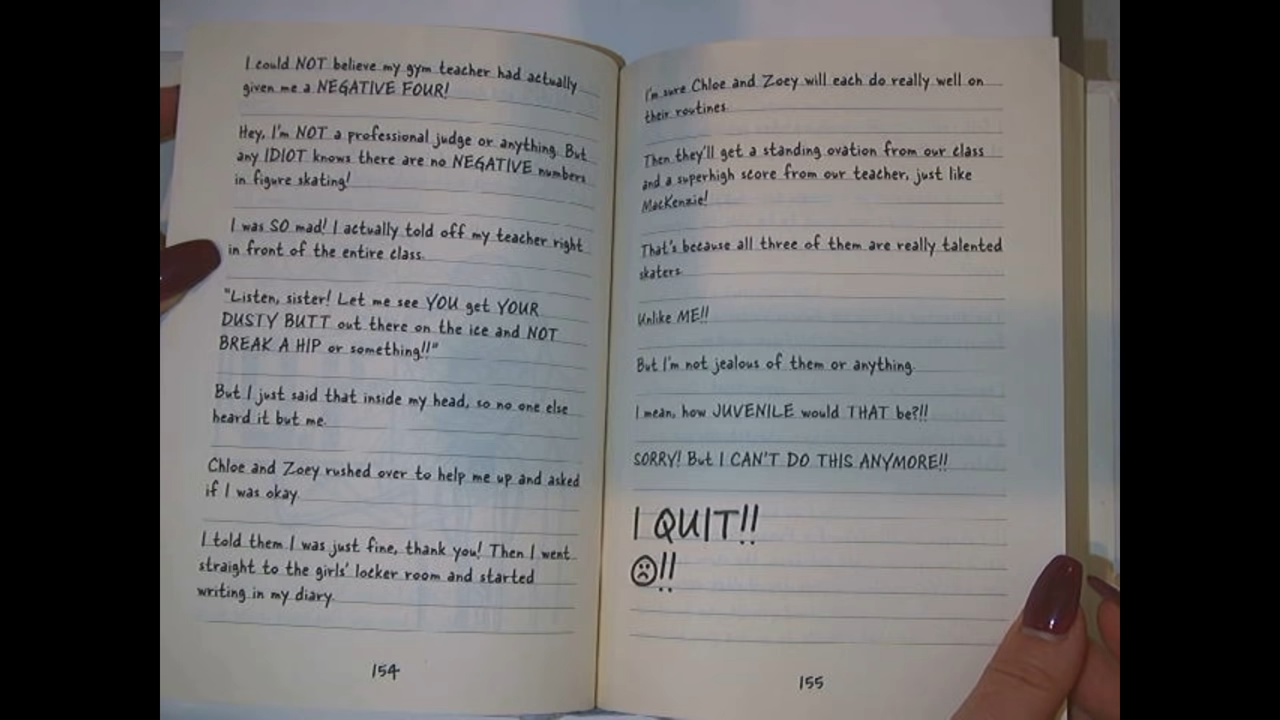 I could NOT believe my gym teacher had actually
given me a NEGATIVE FOUR!
Hey, I'm NOT a professional judge or anything. But
any IDIOT knows there are no NEGATIVE numbers
in figure skating!
I was SO mad! I actually told off my teacher right
in front of the entire class.
"Listen, sister! Let me see YOU get YOUR
DUSTY BUTT out there on the ice and NOT
BREAK A HIP or something!!"
But I just said that inside my head, so no one else
heard it but me.
Chloe and Zoey rushed over to help me up and asked
if I was okay.
I told them I was just fine, thank you! Then I went
straight to the girls' locker room and started
writing in my diary.
154
I'm sure Chloe and Zoey will each do really well on
their routines.
Then they'll get a standing ovation from our class
and a superhigh score from our teacher, just like
MacKenzie!
That's because all three of them are really talented
skaters.
Unlike ME!!
But I'm not jealous of them or anything.
I mean, how JUVENILE would THAT be?!!
SORRY! But I CAN'T DO THIS ANYMORE!!
I QUIT!!
☹!!
155